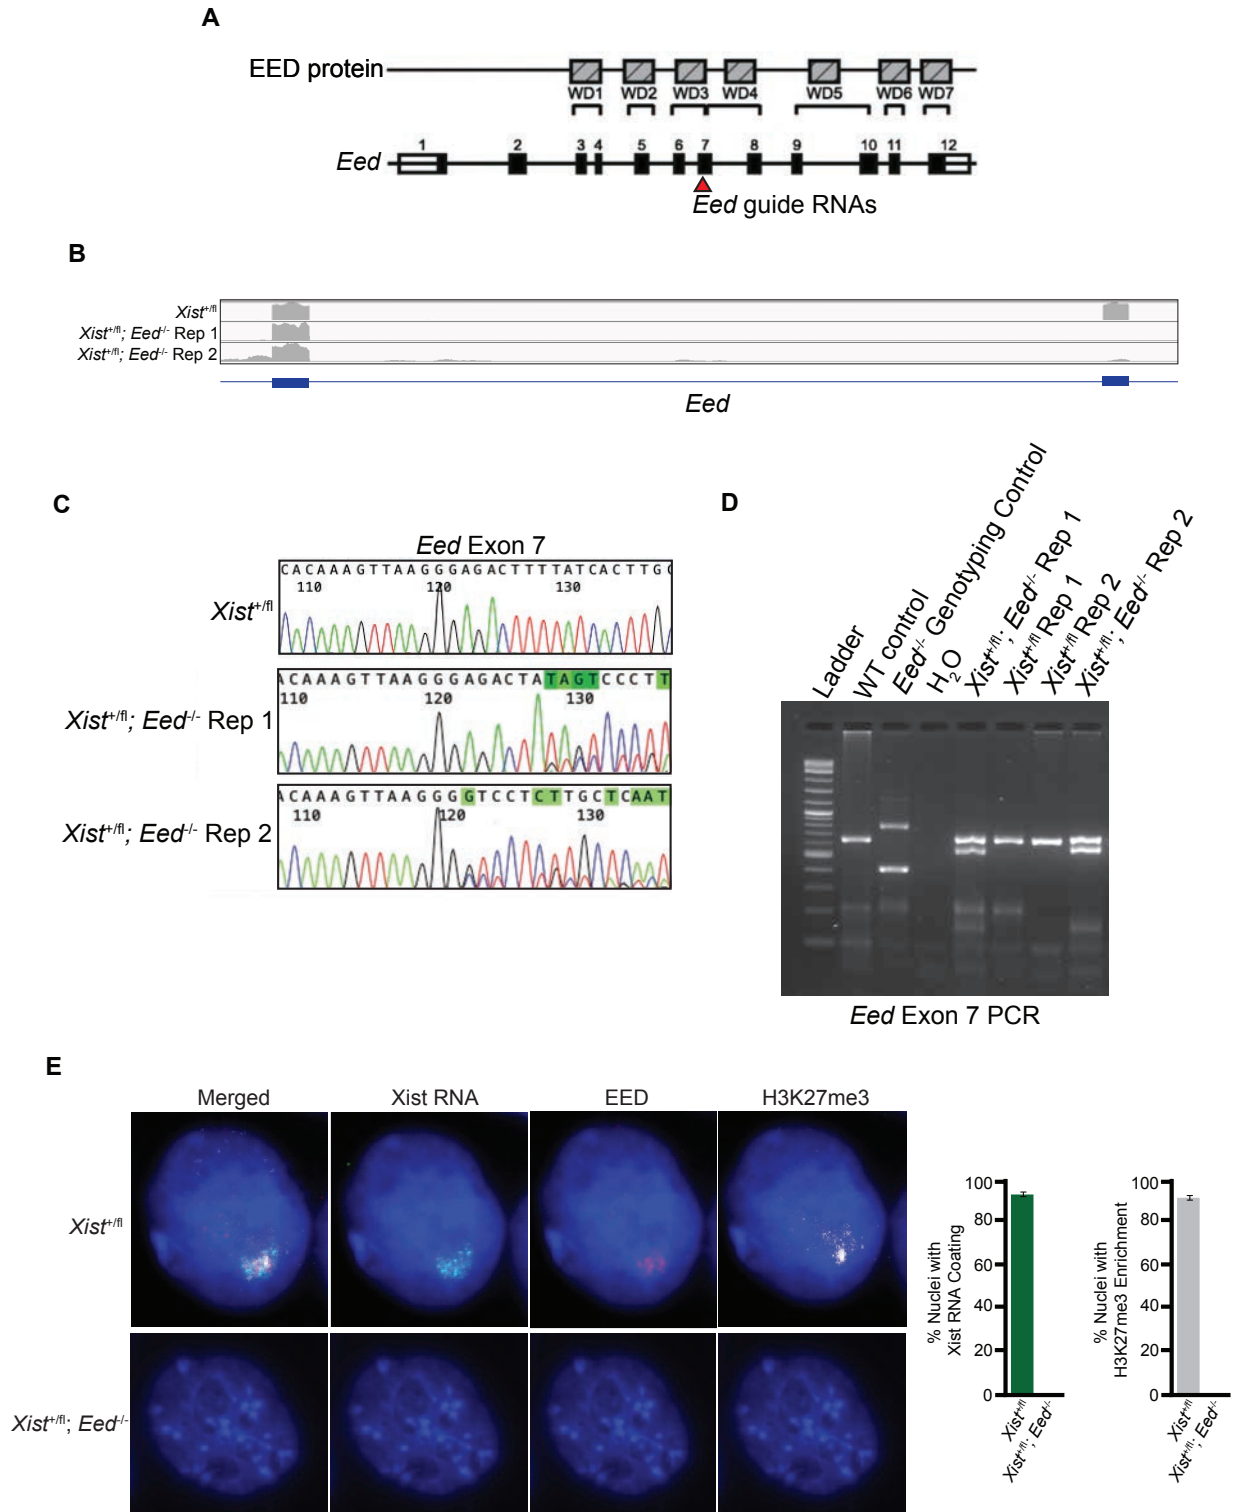 A
EED protein
WD1 WD2 WD3 WD4 WD5 WD6 WD7
Eed
1 2 3 4 5 6 7 8 9 10 11 12
Eed guide RNAs
B
Xist+/fl
Xist+/fl; Eed-/- Rep 1
Xist+/fl; Eed-/- Rep 2
Eed
C
Eed Exon 7
CACAAAGTTAAGGGAGACTTTTATCACTTG
110 120 130
Xist+/fl
ACAAAGTTAAGGGAGACTATAGTCCCTT
110 120 130
Xist+/fl; Eed-/- Rep 1
ACAAAGTTAAGGGGTCCTCTTGCTCAAT
110 120 130
Xist+/fl; Eed-/- Rep 2
D
Ladder
WT control
Eed-/- Genotyping Control
H2O
Xist+/fl; Eed-/- Rep 1
Xist+/fl Rep 1
Xist+/fl Rep 2
Xist+/fl; Eed-/- Rep 2
Eed Exon 7 PCR
E
Merged Xist RNA EED H3K27me3
Xist+/fl
Xist+/fl; Eed-/-
% Nuclei with
Xist RNA Coating
100
80
60
40
20
0
Xist+/fl
Xist+/fl; Eed-/-
% Nuclei with
H3K27me3 Enrichment
100
80
60
40
20
0
Xist+/fl
Xist+/fl; Eed-/-